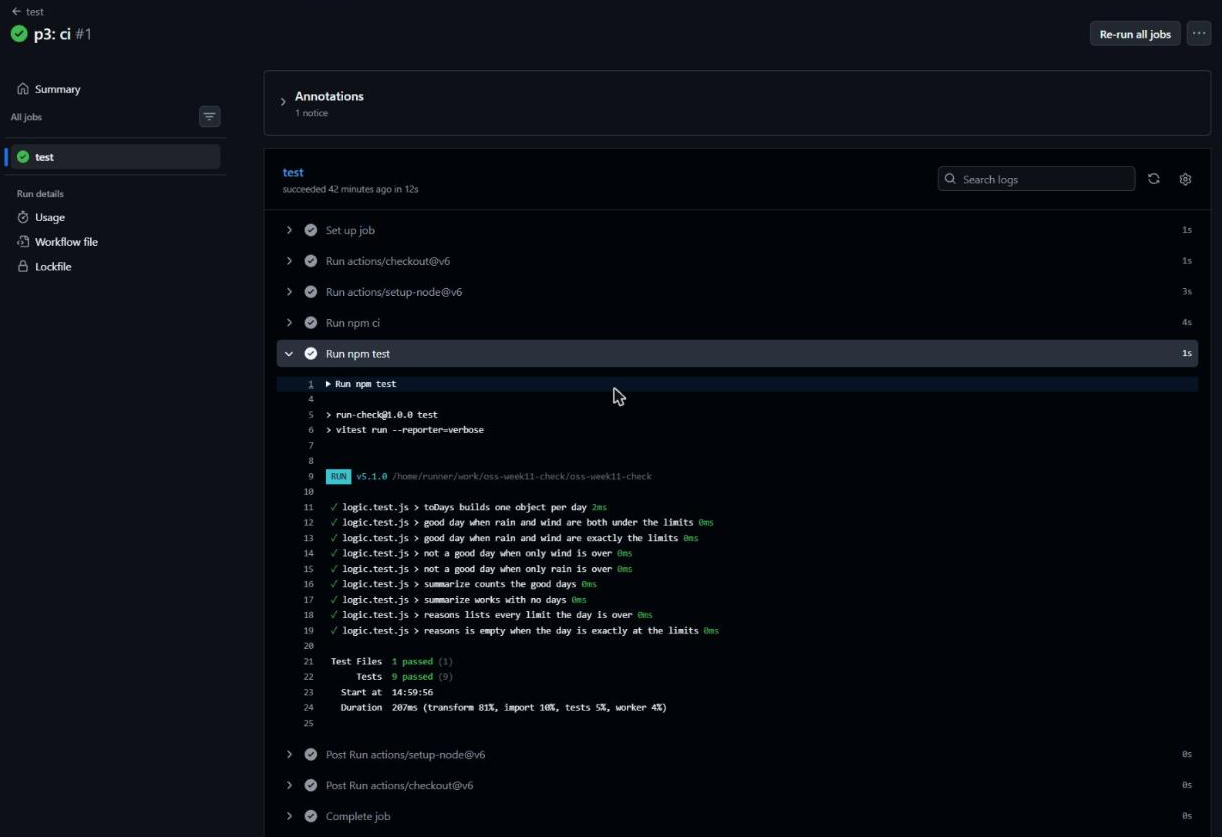 ← test
p3: ci #1
Re-run all jobs
...
Summary
All jobs
test
Run details
Usage
Workflow file
Lockfile
Annotations
1 notice
test
succeeded 42 minutes ago in 12s
Search logs
Set up job 1s
Run actions/checkout@v6 1s
Run actions/setup-node@v6 3s
Run npm ci 4s
Run npm test 1s
1 ▶ Run npm test
4
5 > run-check@1.0.0 test
6 > vitest run --reporter=verbose
7
8
9 RUN v5.1.0 /home/runner/work/oss-week11-check/oss-week11-check
10
11 ✓ logic.test.js > toDays builds one object per day 2ms
12 ✓ logic.test.js > good day when rain and wind are both under the limits 0ms
13 ✓ logic.test.js > good day when rain and wind are exactly the limits 0ms
14 ✓ logic.test.js > not a good day when only wind is over 0ms
15 ✓ logic.test.js > not a good day when only rain is over 0ms
16 ✓ logic.test.js > summarize counts the good days 0ms
17 ✓ logic.test.js > summarize works with no days 0ms
18 ✓ logic.test.js > reasons lists every limit the day is over 0ms
19 ✓ logic.test.js > reasons is empty when the day is exactly at the limits 0ms
20
21 Test Files 1 passed (1)
22 Tests 9 passed (9)
23 Start at 14:59:56
24 Duration 207ms (transform 81%, import 10%, tests 5%, worker 4%)
25
Post Run actions/setup-node@v6 0s
Post Run actions/checkout@v6 0s
Complete job 0s